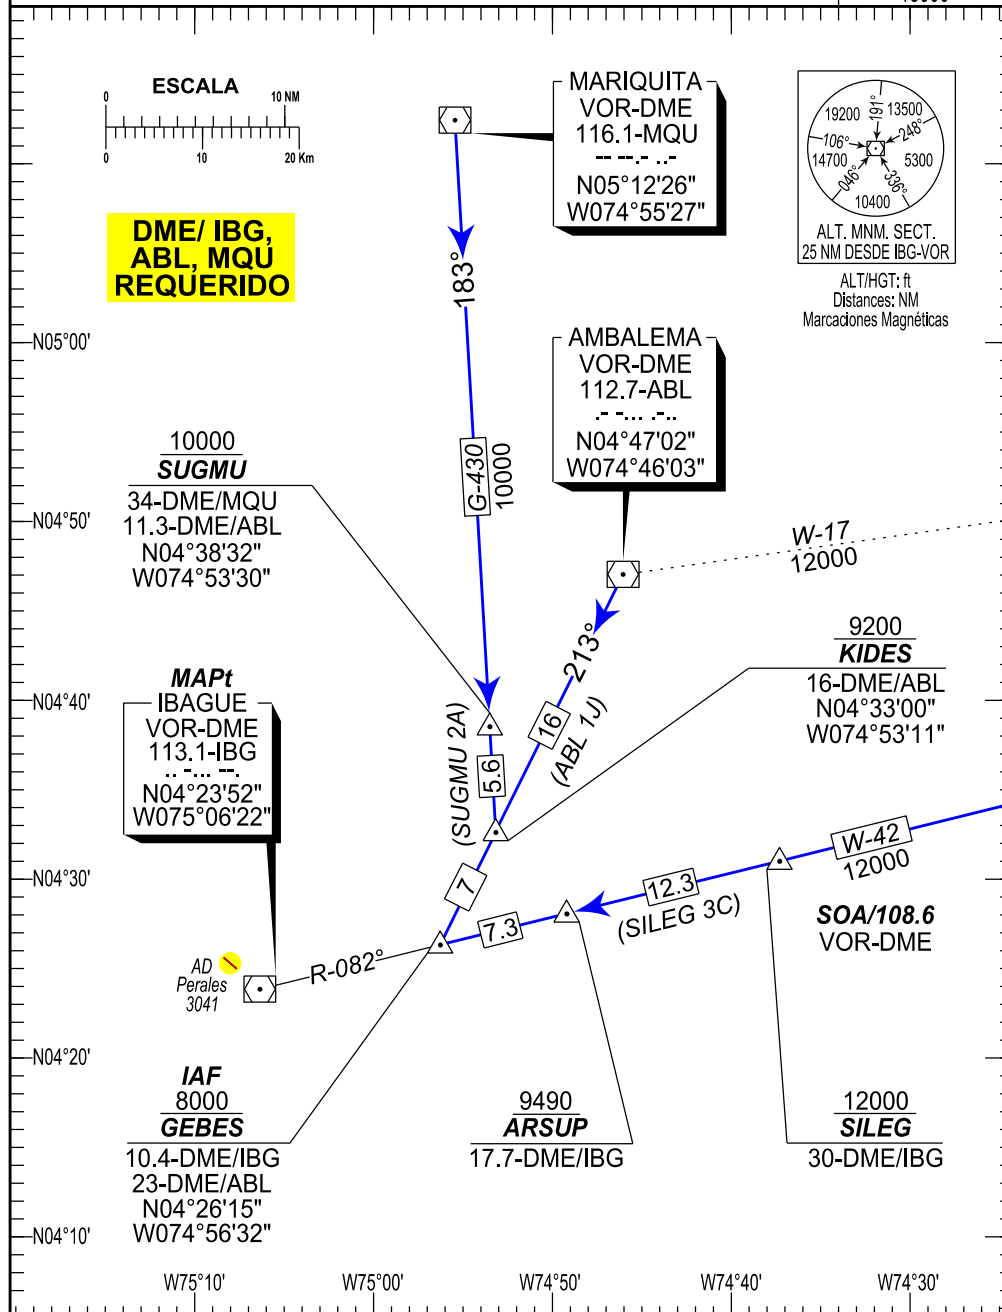 ESCALA
0 10 NM
0 10 20 Km
DME/ IBG,
ABL, MQU
REQUERIDO
MARIQUITA
VOR-DME
116.1-MQU
-- --.- ..-
N05°12'26"
W074°55'27"
191°
19200 13500
106° 248°
14700 5300
046° 336°
10400
ALT. MNM. SECT.
25 NM DESDE IBG-VOR
ALT/HGT: ft
Distances: NM
Marcaciones Magnéticas
183°
N05°00'
AMBALEMA
VOR-DME
112.7-ABL
.- -... .-..
N04°47'02"
W074°46'03"
G-430
10000
10000
SUGMU
34-DME/MQU
11.3-DME/ABL
N04°38'32"
W074°53'30"
N04°50'
W-17
12000
213°
9200
KIDES
16-DME/ABL
N04°33'00"
W074°53'11"
MAPt
IBAGUE
VOR-DME
113.1-IBG
.. -... --.
N04°23'52"
W075°06'22"
N04°40'
16
(ABL 1J)
5.6
(SUGMU 2A)
7
N04°30'
W-42
12000
12.3
(SILEG 3C)
7.3
SOA/108.6
VOR-DME
R-082°
AD
Perales
3041
N04°20'
IAF
8000
GEBES
10.4-DME/IBG
23-DME/ABL
N04°26'15"
W074°56'32"
9490
ARSUP
17.7-DME/IBG
12000
SILEG
30-DME/IBG
N04°10'
W75°10' W75°00' W74°50' W74°40' W74°30'